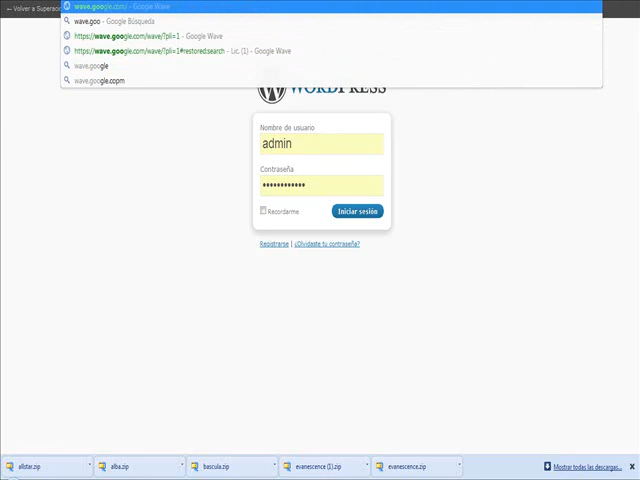 wave.google.com/ - Google Wave
← Volver a Superad
wave.goo - Google Búsqueda
https://wave.google.com/wave/?pli=1 - Google Wave
https://wave.google.com/wave/?pli=1#restored:search - Lic. (1) - Google Wave
wave.google
wave.google.copm
WORDPRESS
Nombre de usuario
admin
Contraseña
••••••••••••
Recordarme
Iniciar sesión
Registrarse | ¿Olvidaste tu contraseña?
allstar.zip
alba.zip
bascula.zip
evanescence (1).zip
evanescence.zip
Mostrar todas las descargas...